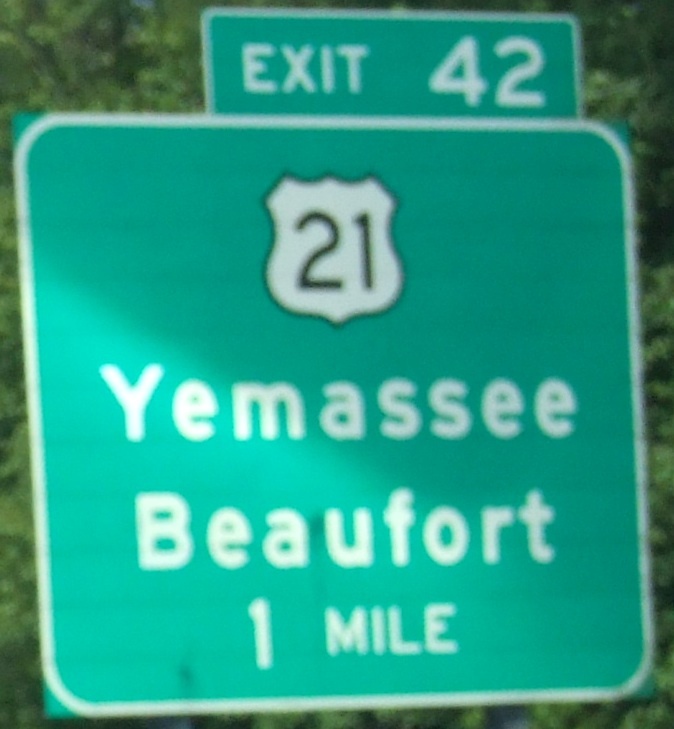 EXIT 42
21
Yemassee
Beaufort
1 MILE